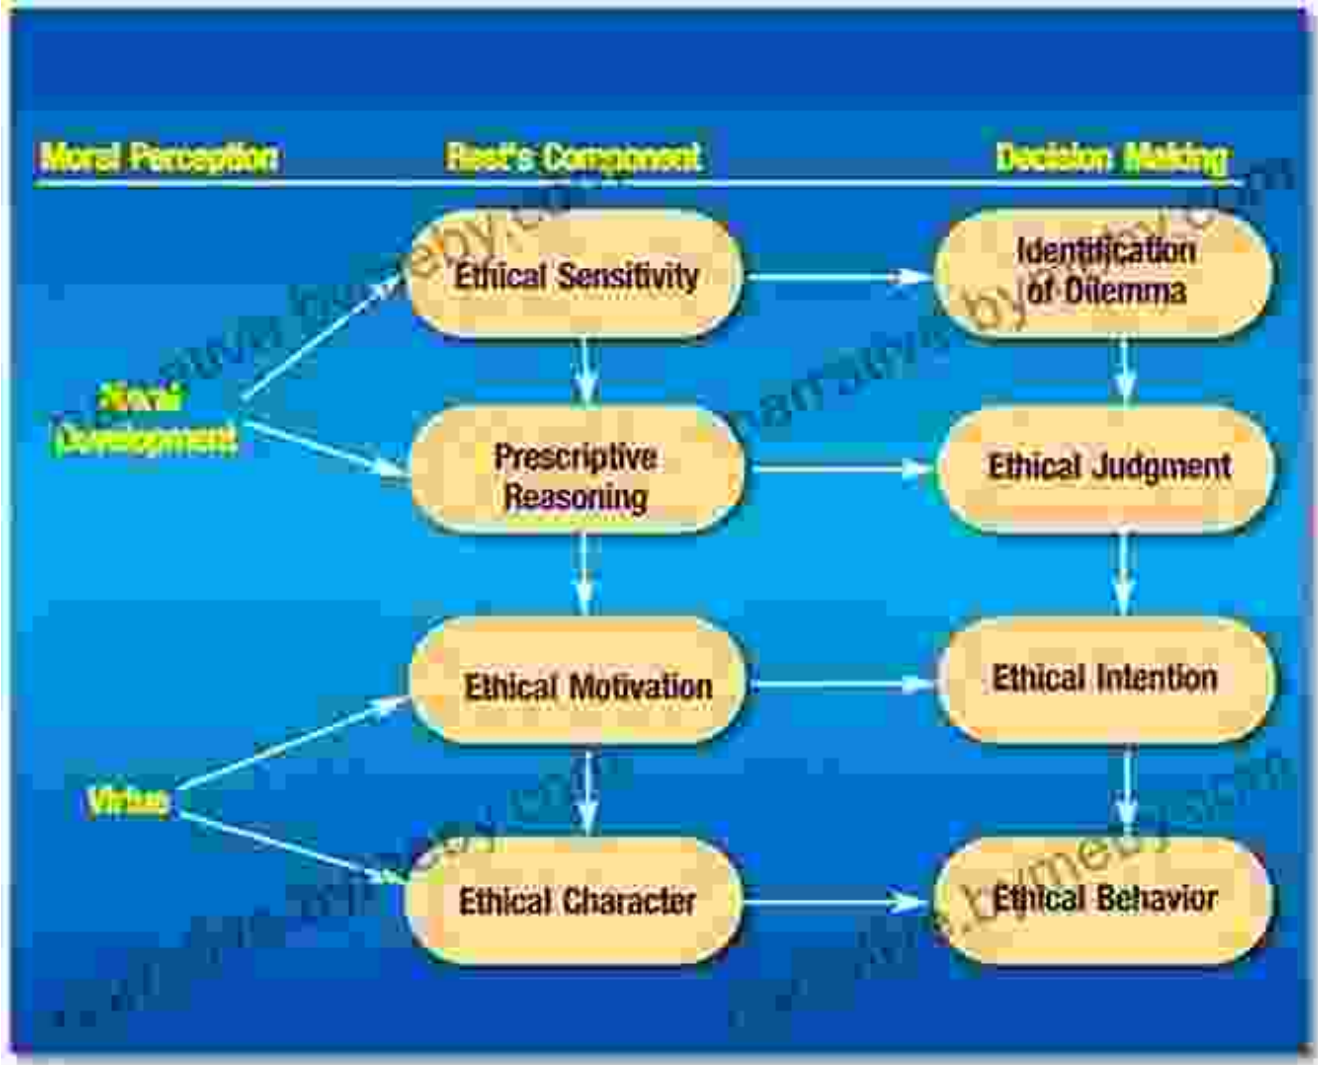 Moral Perception
Rest's Component
Decision Making
Ethical Sensitivity
Identification
of Dilemma
Moral
Development
Prescriptive
Reasoning
Ethical Judgment
Ethical Motivation
Ethical Intention
Virtue
Ethical Character
Ethical Behavior